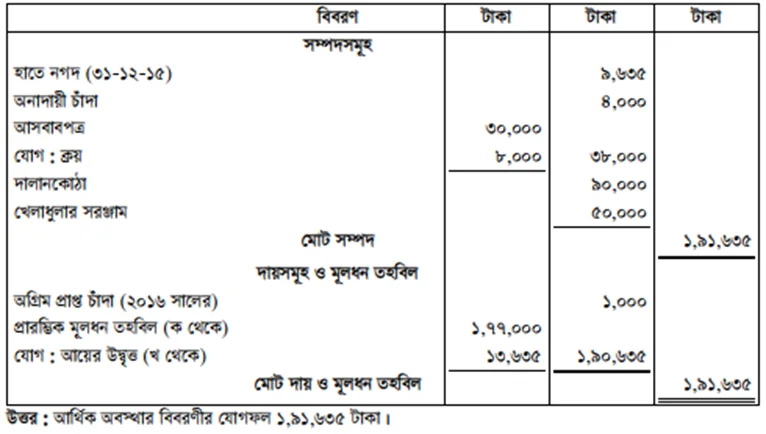 বিবরণ টাকা টাকা টাকা
সম্পদসমূহ
হাতে নগদ (৩১-১২-১৫) ৯,৬৩৫
অনাদায়ী চাঁদা ৪,০০০
আসবাবপত্র ৩০,০০০
যোগ : ক্রয় ৮,০০০ ৩৮,০০০
দালানকোঠা ৯০,০০০
খেলাধুলার সরঞ্জাম ৫০,০০০
মোট সম্পদ ১,৯১,৬৩৫
দায়সমূহ ও মূলধন তহবিল
অগ্রিম প্রাপ্ত চাঁদা (২০১৬ সালের) ১,০০০
প্রারম্ভিক মূলধন তহবিল (ক থেকে) ১,৭৭,০০০
যোগ : আয়ের উদ্বৃত্ত (খ থেকে) ১৩,৬৩৫ ১,৯০,৬৩৫
মোট দায় ও মূলধন তহবিল ১,৯১,৬৩৫
উত্তর : আর্থিক অবস্থার বিবরণীর যোগফল ১,৯১,৬৩৫ টাকা।